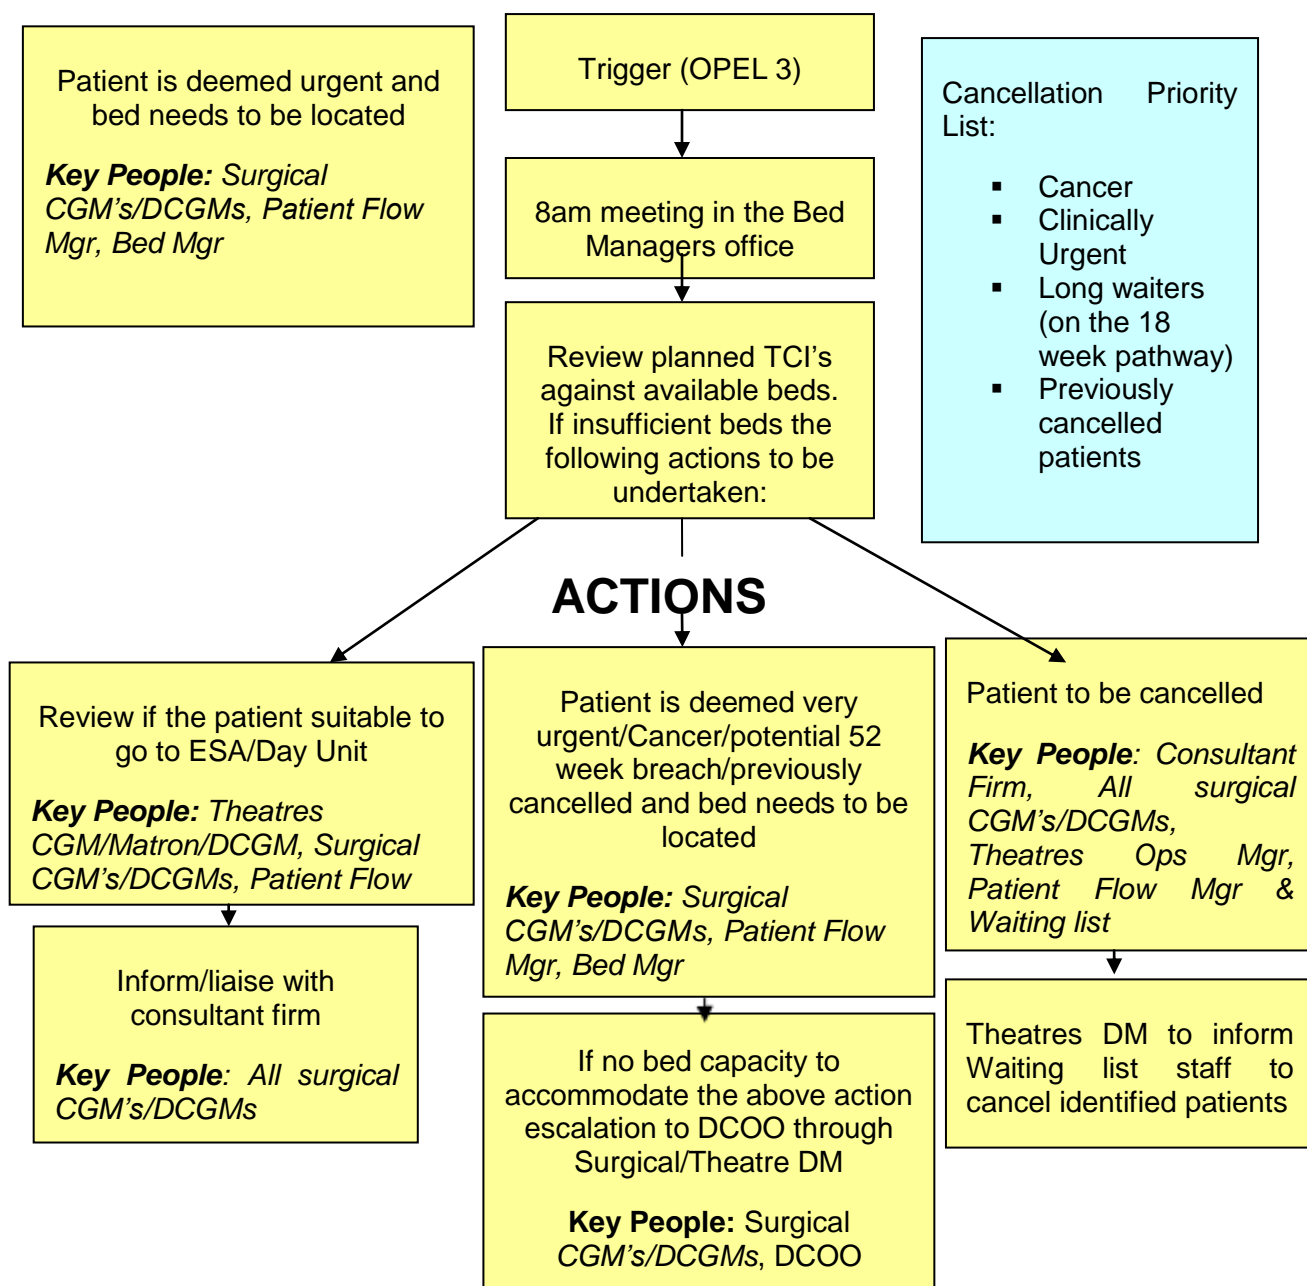 Patient is deemed urgent and
bed needs to be located
Key People: Surgical
CGM’s/DCGMs, Patient Flow
Mgr, Bed Mgr
Trigger (OPEL 3)
8am meeting in the Bed
Managers office
Review planned TCI’s
against available beds.
If insufficient beds the
following actions to be
undertaken:
Cancellation Priority
List:
▪ Cancer
▪ Clinically
Urgent
▪ Long waiters
(on the 18
week pathway)
▪ Previously
cancelled
patients
ACTIONS
Review if the patient suitable to
go to ESA/Day Unit
Key People: Theatres
CGM/Matron/DCGM, Surgical
CGM’s/DCGMs, Patient Flow
Inform/liaise with
consultant firm
Key People: All surgical
CGM’s/DCGMs
Patient is deemed very
urgent/Cancer/potential 52
week breach/previously
cancelled and bed needs to be
located
Key People: Surgical
CGM’s/DCGMs, Patient Flow
Mgr, Bed Mgr
If no bed capacity to
accommodate the above action
escalation to DCOO through
Surgical/Theatre DM
Key People: Surgical
CGM’s/DCGMs, DCOO
Patient to be cancelled
Key People: Consultant
Firm, All surgical
CGM’s/DCGMs,
Theatres Ops Mgr,
Patient Flow Mgr &
Waiting list
Theatres DM to inform
Waiting list staff to
cancel identified patients